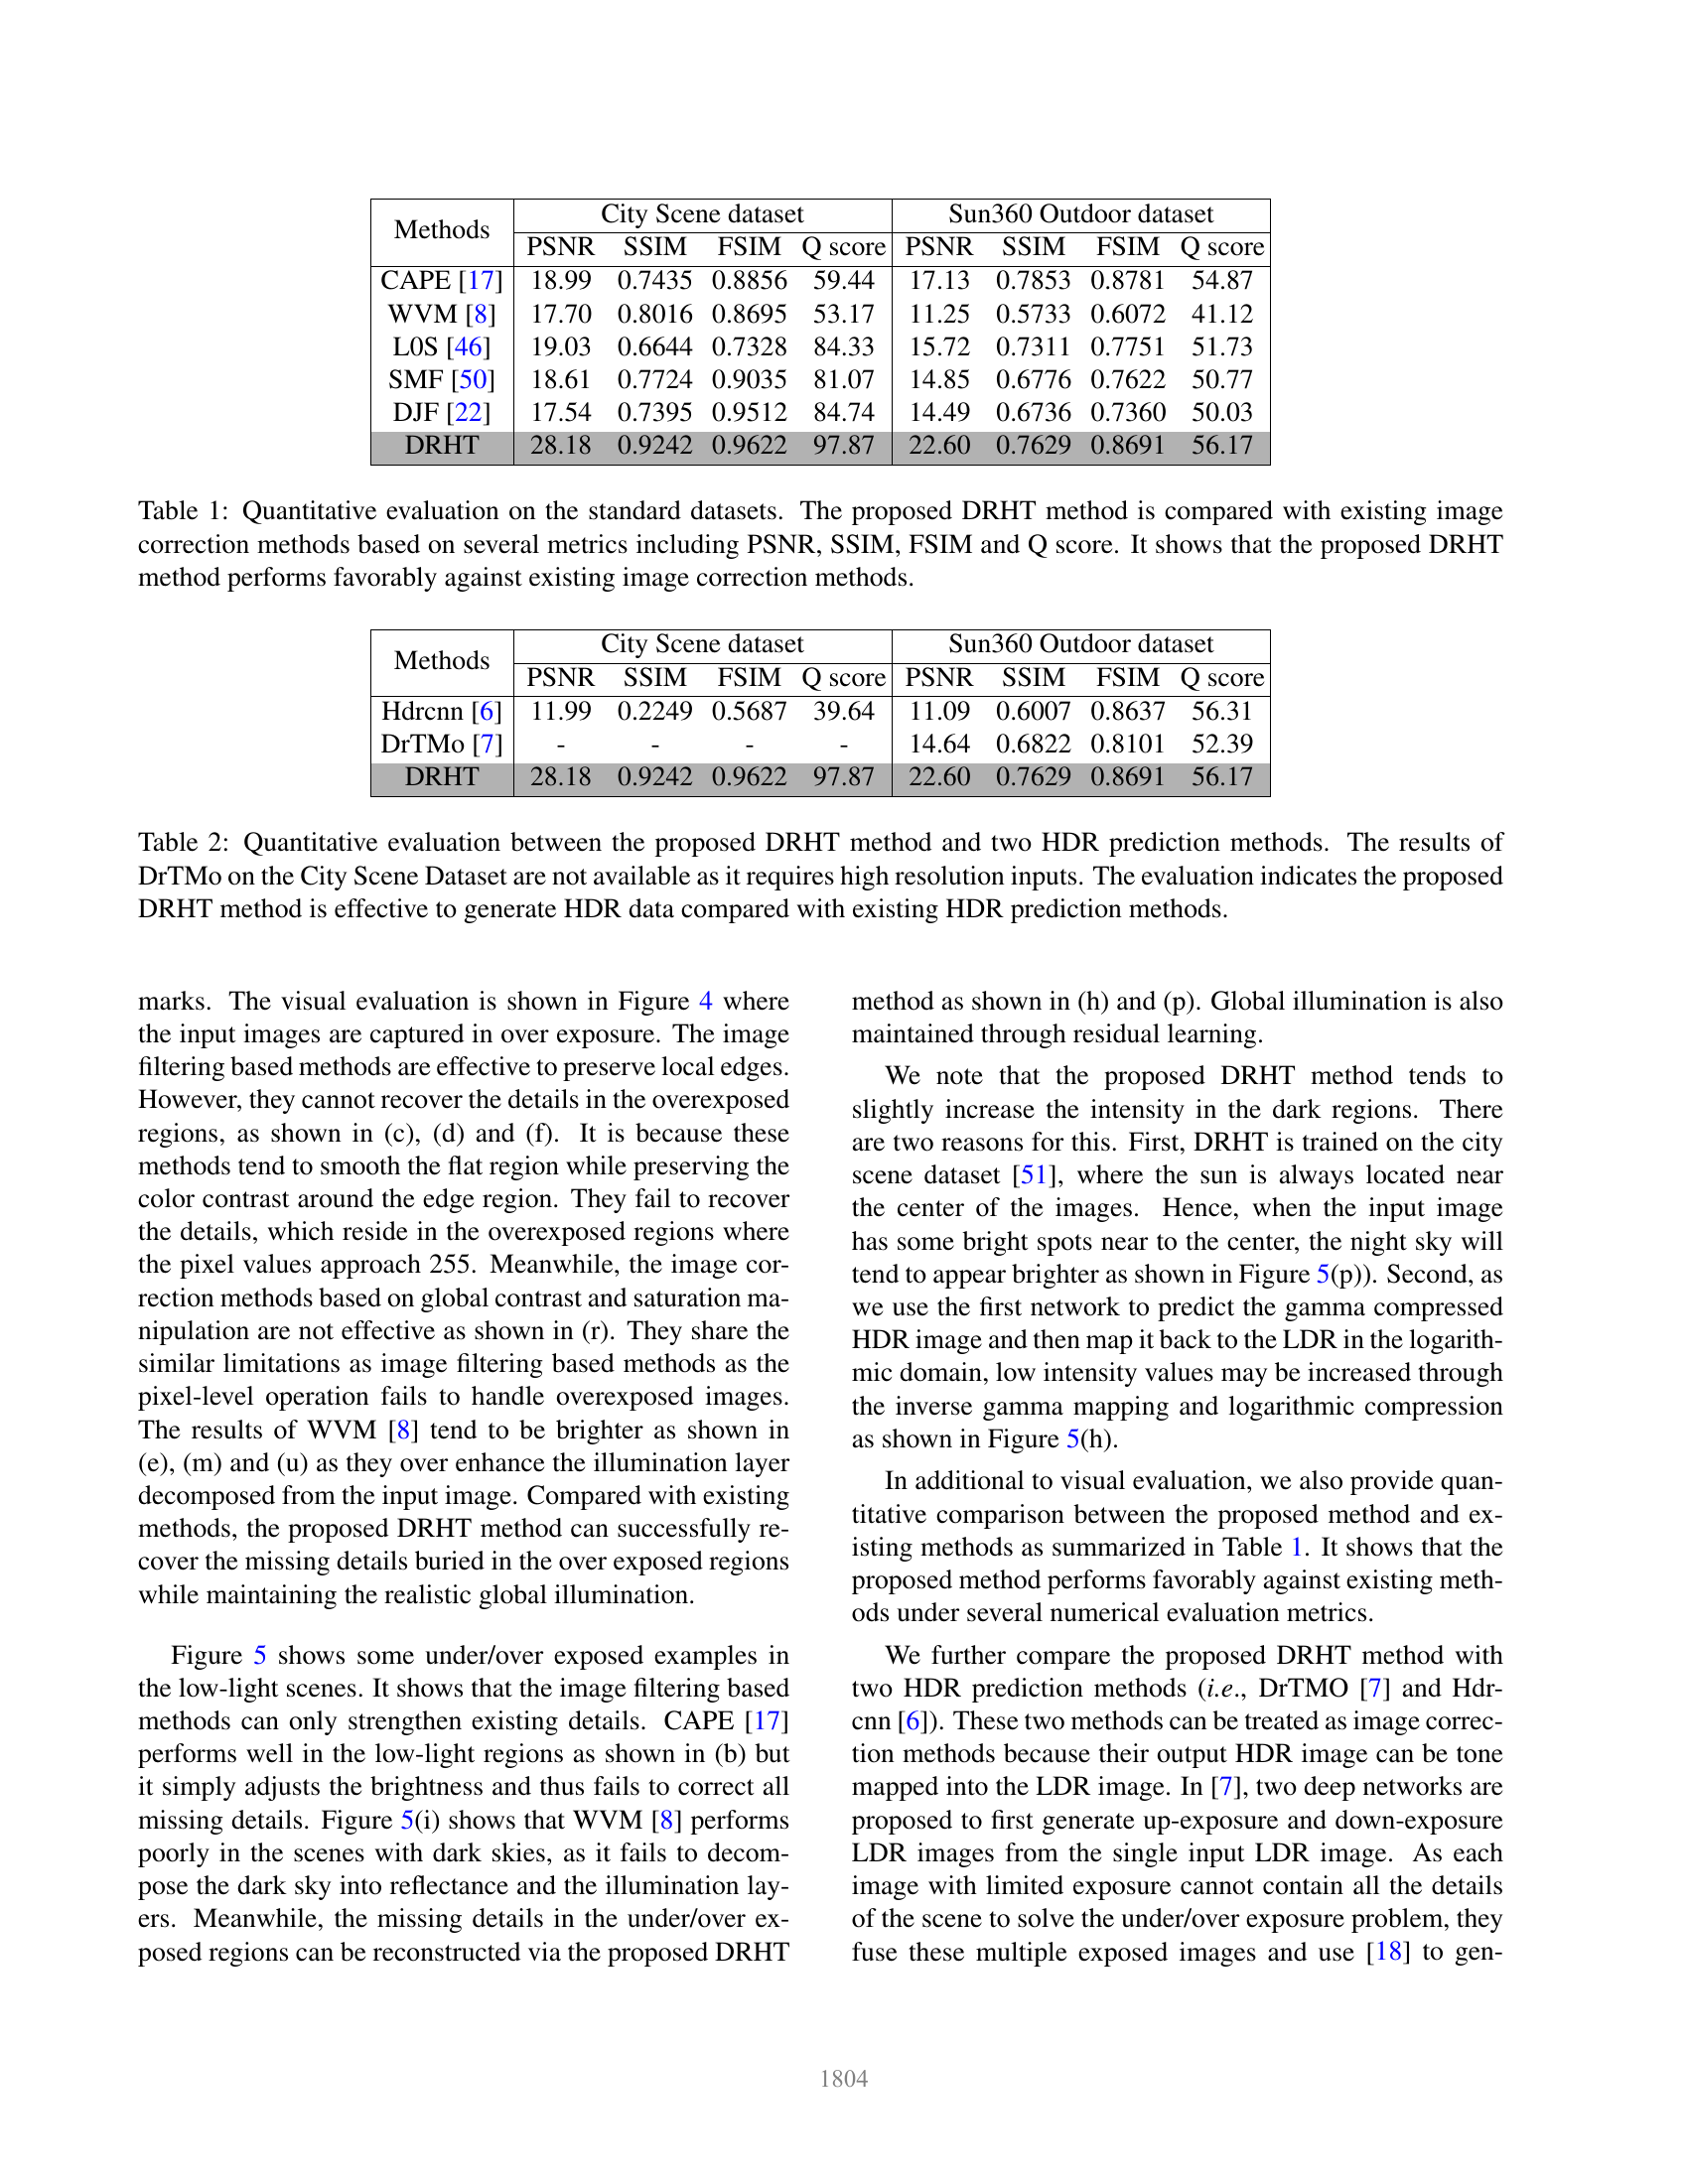 Methods City Scene dataset Sun360 Outdoor dataset
PSNR SSIM FSIM Q score PSNR SSIM FSIM Q score
CAPE [17] 18.99 0.7435 0.8856 59.44 17.13 0.7853 0.8781 54.87
WVM [8] 17.70 0.8016 0.8695 53.17 11.25 0.5733 0.6072 41.12
L0S [46] 19.03 0.6644 0.7328 84.33 15.72 0.7311 0.7751 51.73
SMF [50] 18.61 0.7724 0.9035 81.07 14.85 0.6776 0.7622 50.77
DJF [22] 17.54 0.7395 0.9512 84.74 14.49 0.6736 0.7360 50.03
DRHT 28.18 0.9242 0.9622 97.87 22.60 0.7629 0.8691 56.17
Table 1: Quantitative evaluation on the standard datasets. The proposed DRHT method is compared with existing image
correction methods based on several metrics including PSNR, SSIM, FSIM and Q score. It shows that the proposed DRHT
method performs favorably against existing image correction methods.
Methods City Scene dataset Sun360 Outdoor dataset
PSNR SSIM FSIM Q score PSNR SSIM FSIM Q score
Hdrcnn [6] 11.99 0.2249 0.5687 39.64 11.09 0.6007 0.8637 56.31
DrTMo [7] - - - - 14.64 0.6822 0.8101 52.39
DRHT 28.18 0.9242 0.9622 97.87 22.60 0.7629 0.8691 56.17
Table 2: Quantitative evaluation between the proposed DRHT method and two HDR prediction methods. The results of
DrTMo on the City Scene Dataset are not available as it requires high resolution inputs. The evaluation indicates the proposed
DRHT method is effective to generate HDR data compared with existing HDR prediction methods.
marks. The visual evaluation is shown in Figure 4 where
the input images are captured in over exposure. The image
filtering based methods are effective to preserve local edges.
However, they cannot recover the details in the overexposed
regions, as shown in (c), (d) and (f). It is because these
methods tend to smooth the flat region while preserving the
color contrast around the edge region. They fail to recover
the details, which reside in the overexposed regions where
the pixel values approach 255. Meanwhile, the image cor-
rection methods based on global contrast and saturation ma-
nipulation are not effective as shown in (r). They share the
similar limitations as image filtering based methods as the
pixel-level operation fails to handle overexposed images.
The results of WVM [8] tend to be brighter as shown in
(e), (m) and (u) as they over enhance the illumination layer
decomposed from the input image. Compared with existing
methods, the proposed DRHT method can successfully re-
cover the missing details buried in the over exposed regions
while maintaining the realistic global illumination.
Figure 5 shows some under/over exposed examples in
the low-light scenes. It shows that the image filtering based
methods can only strengthen existing details. CAPE [17]
performs well in the low-light regions as shown in (b) but
it simply adjusts the brightness and thus fails to correct all
missing details. Figure 5(i) shows that WVM [8] performs
poorly in the scenes with dark skies, as it fails to decom-
pose the dark sky into reflectance and the illumination lay-
ers. Meanwhile, the missing details in the under/over ex-
posed regions can be reconstructed via the proposed DRHT
method as shown in (h) and (p). Global illumination is also
maintained through residual learning.
We note that the proposed DRHT method tends to
slightly increase the intensity in the dark regions. There
are two reasons for this. First, DRHT is trained on the city
scene dataset [51], where the sun is always located near
the center of the images. Hence, when the input image
has some bright spots near to the center, the night sky will
tend to appear brighter as shown in Figure 5(p)). Second, as
we use the first network to predict the gamma compressed
HDR image and then map it back to the LDR in the logarith-
mic domain, low intensity values may be increased through
the inverse gamma mapping and logarithmic compression
as shown in Figure 5(h).
In additional to visual evaluation, we also provide quan-
titative comparison between the proposed method and ex-
isting methods as summarized in Table 1. It shows that the
proposed method performs favorably against existing meth-
ods under several numerical evaluation metrics.
We further compare the proposed DRHT method with
two HDR prediction methods (i.e., DrTMO [7] and Hdr-
cnn [6]). These two methods can be treated as image correc-
tion methods because their output HDR image can be tone
mapped into the LDR image. In [7], two deep networks are
proposed to first generate up-exposure and down-exposure
LDR images from the single input LDR image. As each
image with limited exposure cannot contain all the details
of the scene to solve the under/over exposure problem, they
fuse these multiple exposed images and use [18] to gen-
1804